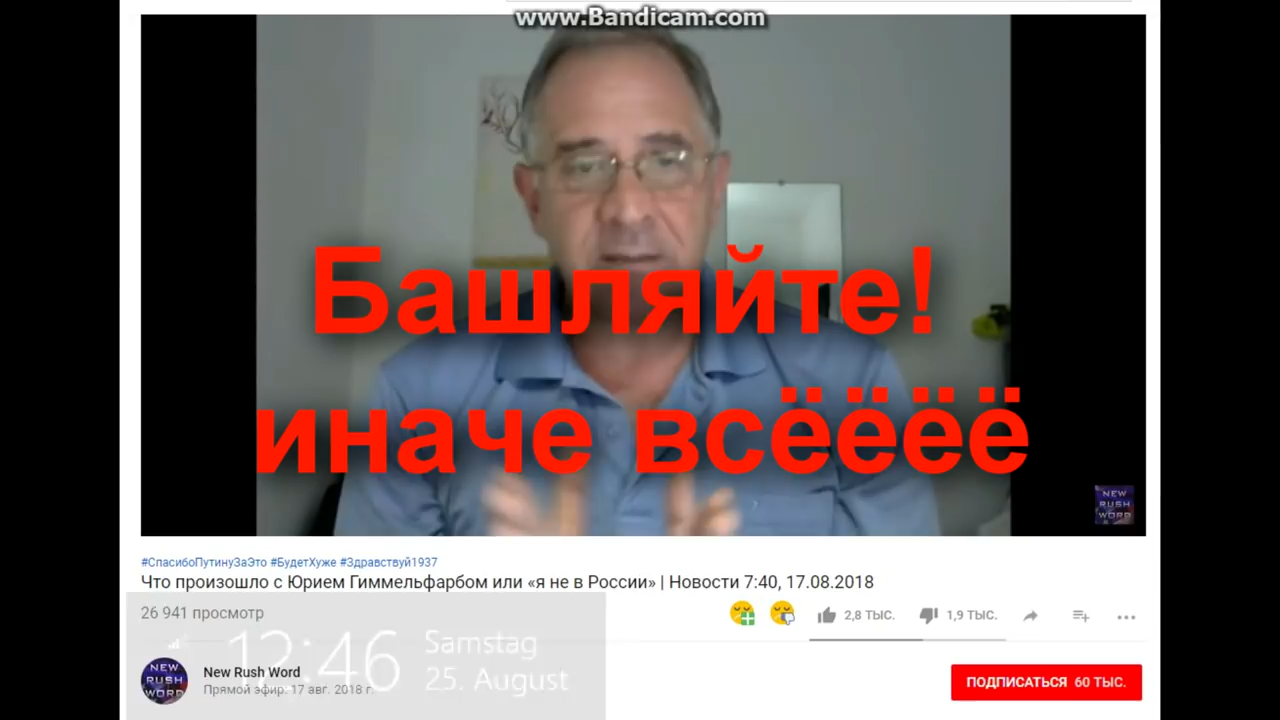 www.Bandicam.com
Башляйте!
иначе всёёёё
NEW
RUSH
WORD
#СпасибоПутинуЗаЭто #БудетХуже #Здравствуй1937
Что произошло с Юрием Гиммельфарбом или «я не в России» | Новости 7:40, 17.08.2018
26 941 просмотр
2,8 ТЫС.
1,9 ТЫС.
12:46
Samstag
25. August
NEW
RUSH
WORD
New Rush Word
Прямой эфир: 17 авг. 2018 г.
ПОДПИСАТЬСЯ 60 ТЫС.